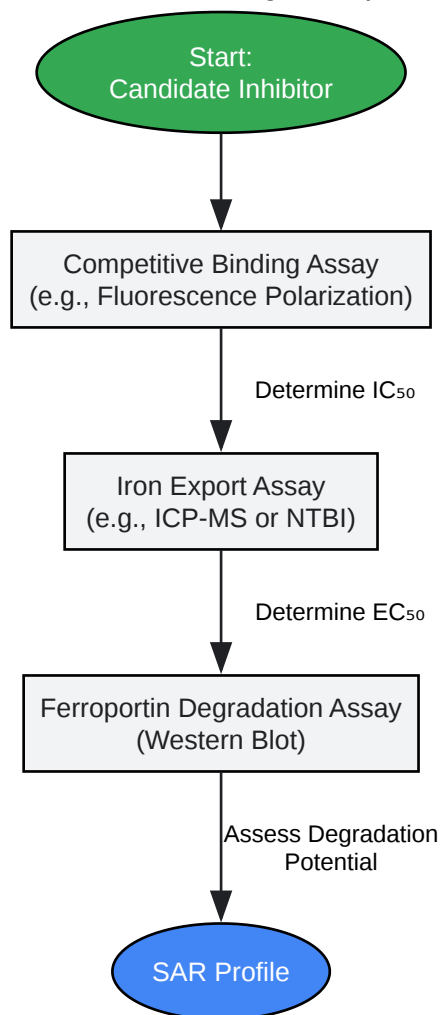 Start:
Candidate Inhibitor
Competitive Binding Assay
(e.g., Fluorescence Polarization)
Determine IC₅₀
Iron Export Assay
(e.g., ICP-MS or NTBI)
Determine EC₅₀
Ferroportin Degradation Assay
(Western Blot)
Assess Degradation
Potential
SAR Profile